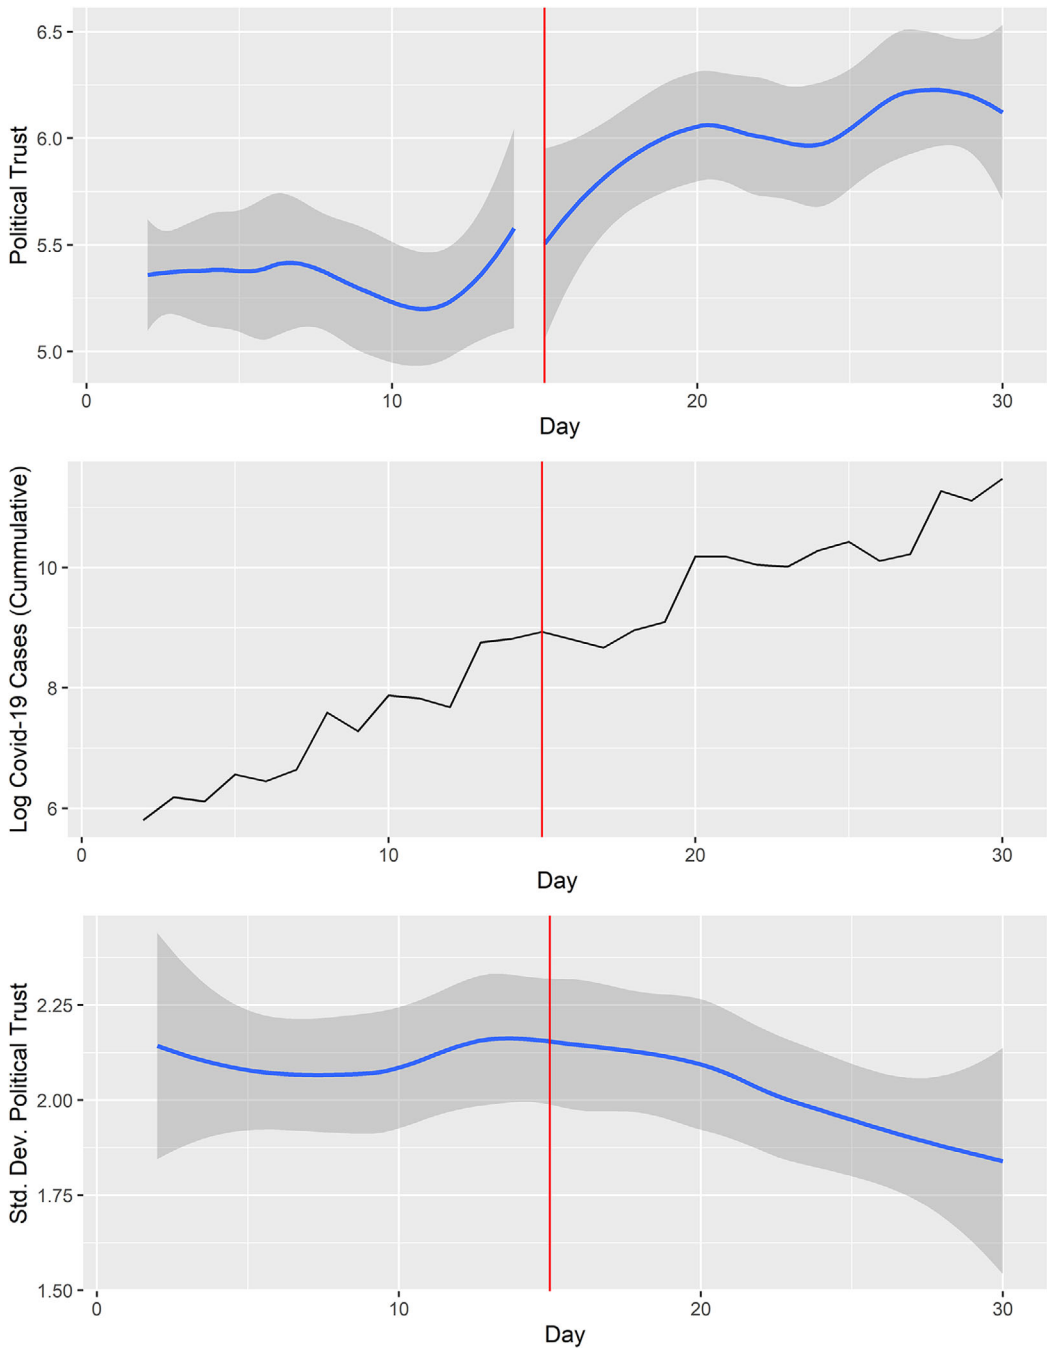 Political Trust
6.5
6.0
5.5
5.0
0 10 20 30
Day
Log Covid-19 Cases (Cummulative)
10
8
6
0 10 20 30
Day
Std. Dev. Political Trust
2.25
2.00
1.75
1.50
0 10 20 30
Day